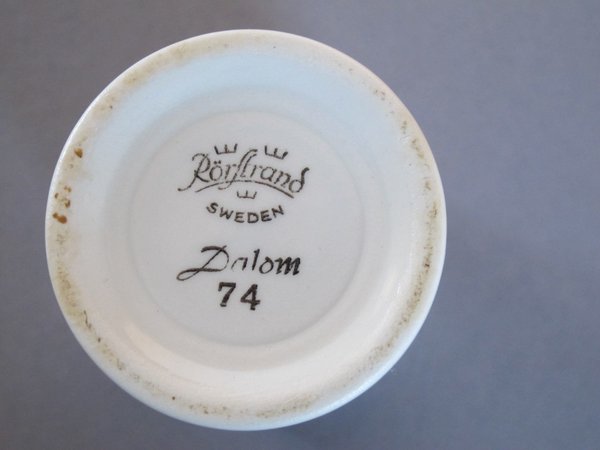 Rörstrand
SWEDEN
Dalom
74